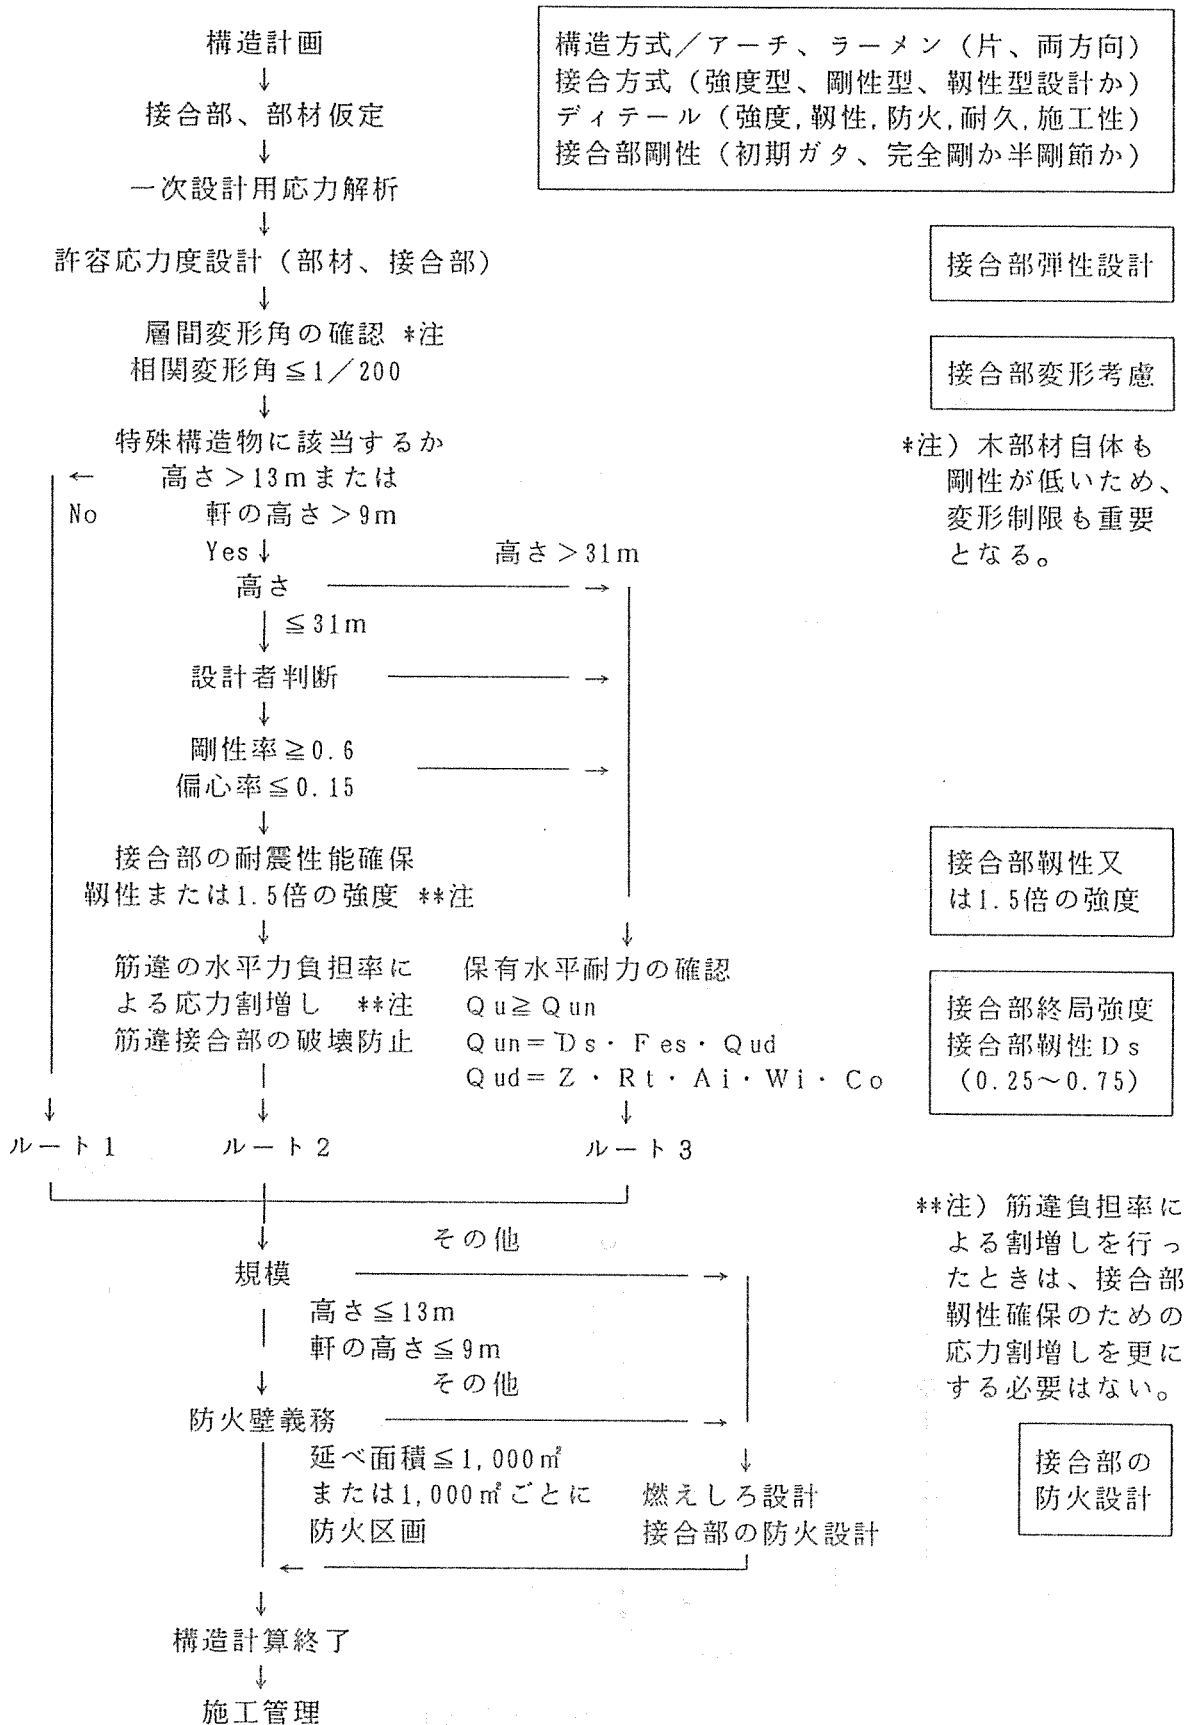 構造計画
↓
接合部、部材仮定
↓
一次設計用応力解析
↓
許容応力度設計（部材、接合部）
↓
層間変形角の確認 *注
相関変形角≦1／200
↓
特殊構造物に該当するか
← 高さ＞13mまたは
No 軒の高さ＞9m
Yes↓ 高さ＞31m
高さ →
↓ ≦31m
設計者判断 →
↓
剛性率≧0.6
偏心率≦0.15 →
↓
接合部の耐震性能確保
靱性または1.5倍の強度 **注
↓ ↓
筋違の水平力負担率に 保有水平耐力の確認
よる応力割増し **注 Qu≧Qun
筋違接合部の破壊防止 Qun＝Ds・Fes・Qud
Qud＝Z・Rt・Ai・Wi・Co
↓ ↓ ↓
ルート1 ルート2 ルート3
↓ その他
規模 →
高さ≦13m
軒の高さ≦9m
↓ その他
防火壁義務 →
延べ面積≦1,000㎡ ↓
または1,000㎡ごとに 燃えしろ設計
防火区画 接合部の防火設計
←
↓
構造計算終了
↓
施工管理
構造方式／アーチ、ラーメン（片、両方向）
接合方式（強度型、剛性型、靱性型設計か）
ディテール（強度,靱性,防火,耐久,施工性）
接合部剛性（初期ガタ、完全剛か半剛節か）
接合部弾性設計
接合部変形考慮
*注）木部材自体も
剛性が低いため、
変形制限も重要
となる。
接合部靱性又
は1.5倍の強度
接合部終局強度
接合部靱性Ds
（0.25～0.75）
**注）筋違負担率に
よる割増しを行っ
たときは、接合部
靱性確保のための
応力割増しを更に
する必要はない。
接合部の
防火設計